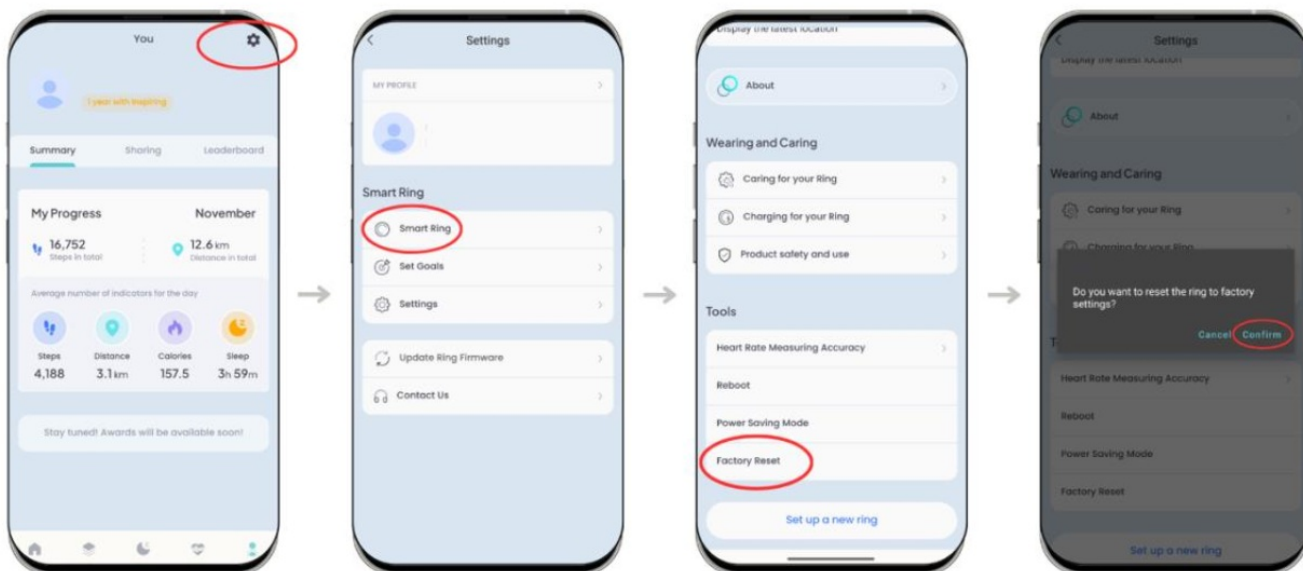 You
1 year with inspiring
Summary Sharing Leaderboard
My Progress November
16,752 12.6 km
Steps in total Distance in total
Average number of indicators for the day
Steps Distance Calories Sleep
4,188 3.1 km 157.5 3h 59m
Stay tuned! Awards will be available soon!
Settings
MY PROFILE
Smart Ring
Smart Ring
Set Goals
Settings
Update Ring Firmware
Contact Us
Display the latest location
About
Wearing and Caring
Caring for your Ring
Charging for your Ring
Product safety and use
Tools
Heart Rate Measuring Accuracy
Reboot
Power Saving Mode
Factory Reset
Set up a new ring
Settings
Display the latest location
About
Wearing and Caring
Caring for your Ring
Charging for your Ring
Do you want to reset the ring to factory
settings?
Cancel Confirm
T
Heart Rate Measuring Accuracy
Reboot
Power Saving Mode
Factory Reset
Set up a new ring